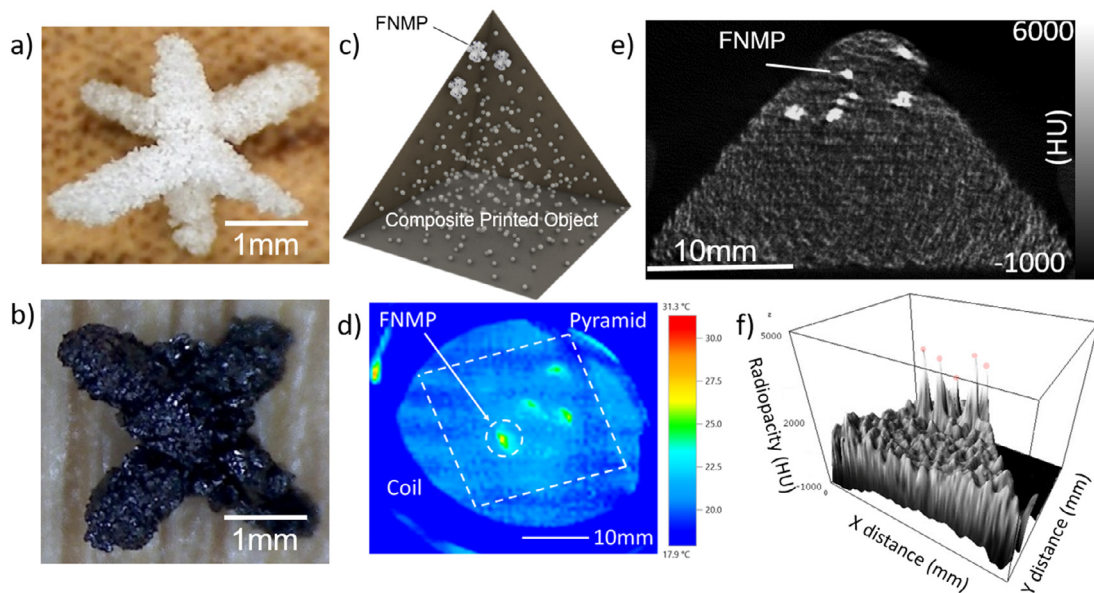 a)
1mm
b)
1mm
c)
FNMP
Composite Printed Object
d)
FNMP
Pyramid
Coil
10mm
31.3 °C
30.0
27.5
25.0
22.5
20.0
17.9 °C
e)
FNMP
6000
(HU)
-1000
10mm
f)
z
5000
2000
-1000
0
Radiopacity (HU)
X distance (mm)
Y distance (mm)